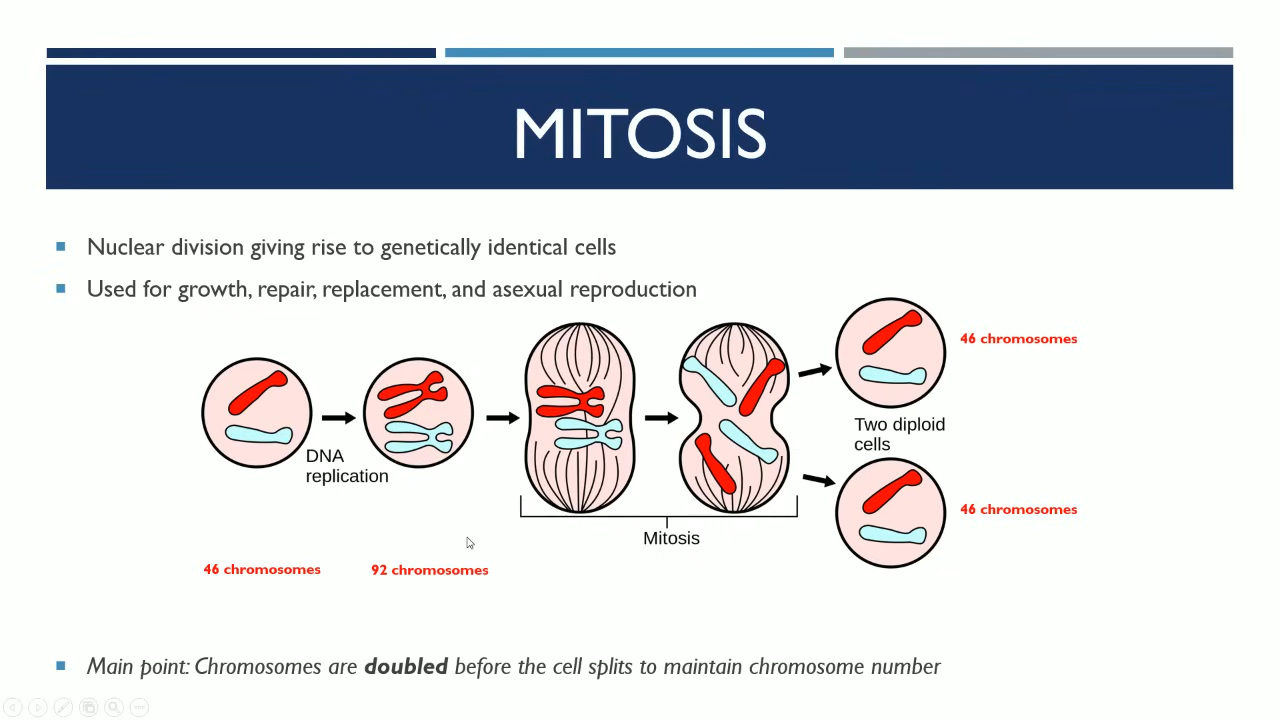 MITOSIS
Nuclear division giving rise to genetically identical cells
Used for growth, repair, replacement, and asexual reproduction
46 chromosomes
Two diploid
cells
DNA
replication
46 chromosomes
Mitosis
46 chromosomes
92 chromosomes
Main point: Chromosomes are doubled before the cell splits to maintain chromosome number